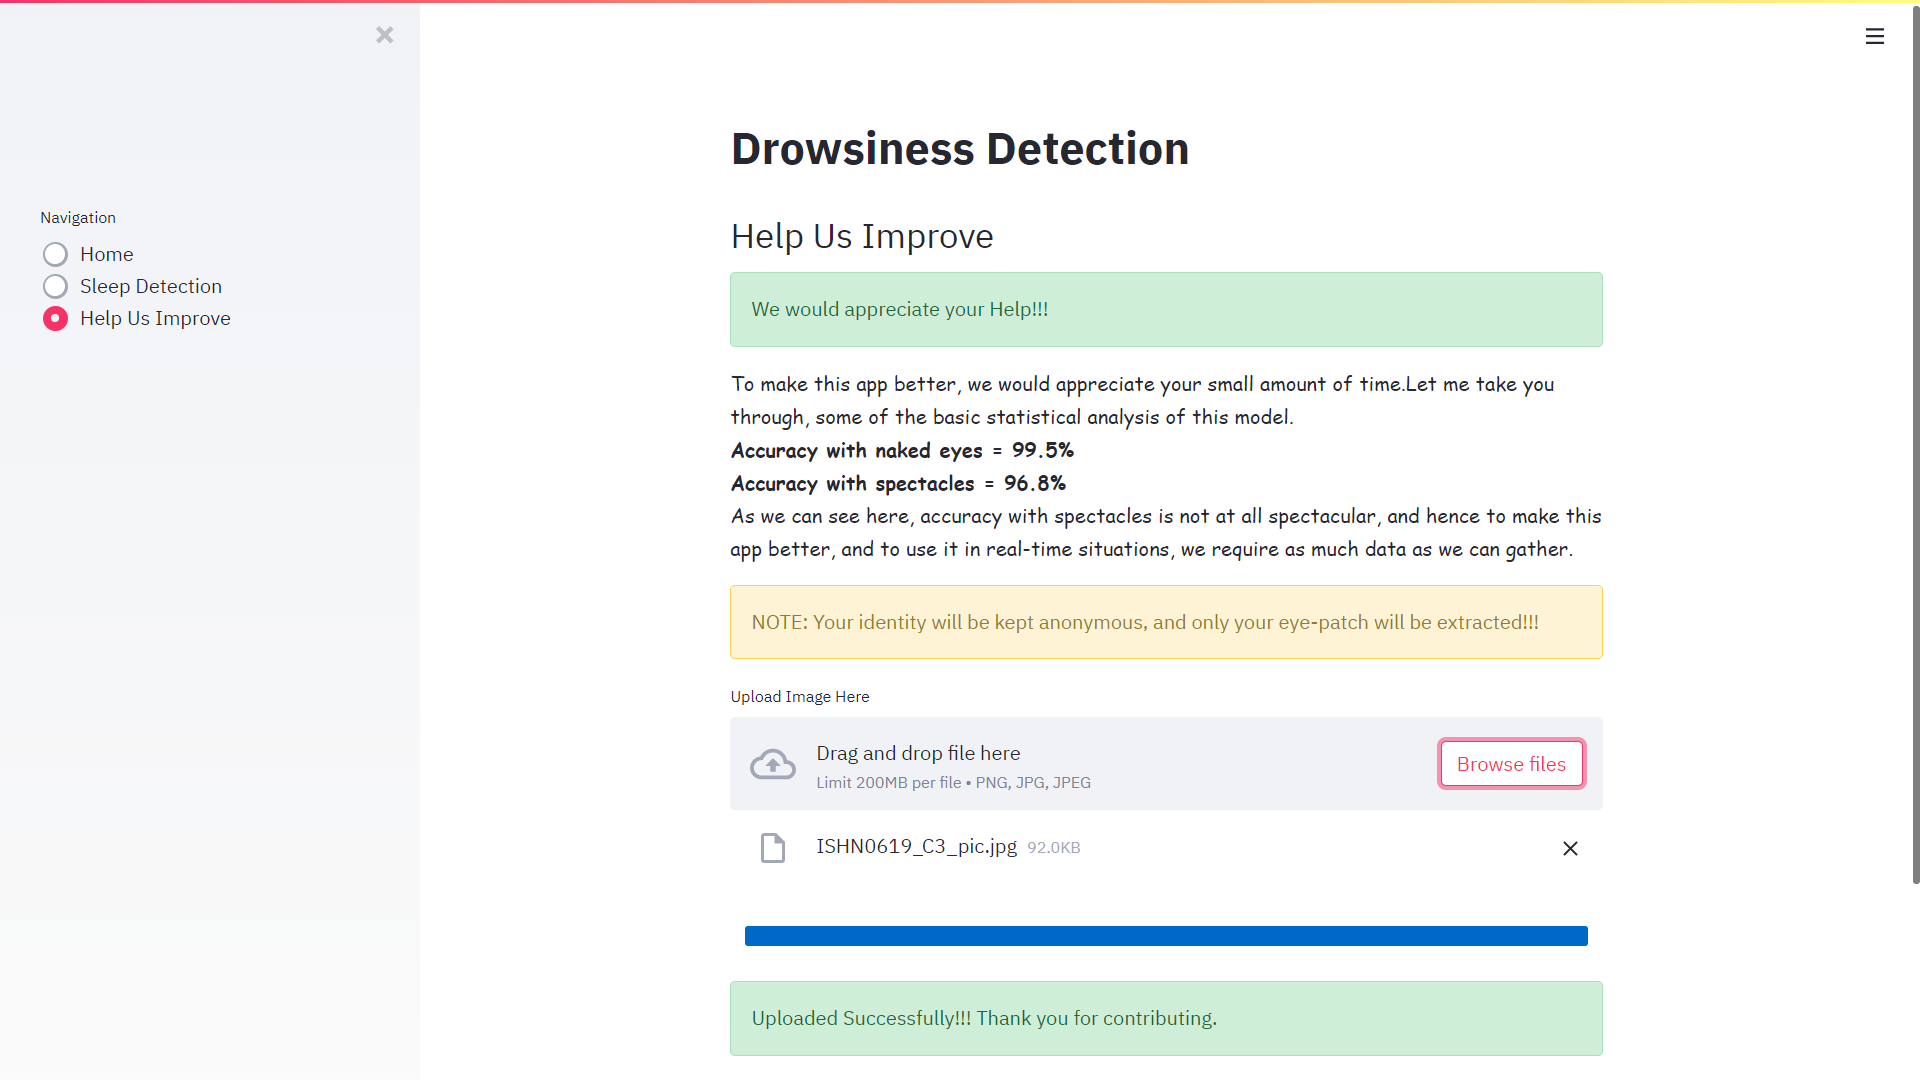 Navigation
Home
Sleep Detection
Help Us Improve
Drowsiness Detection
Help Us Improve
We would appreciate your Help!!!
To make this app better, we would appreciate your small amount of time.Let me take you
through, some of the basic statistical analysis of this model.
Accuracy with naked eyes = 99.5%
Accuracy with spectacles = 96.8%
As we can see here, accuracy with spectacles is not at all spectacular, and hence to make this
app better, and to use it in real-time situations, we require as much data as we can gather.
NOTE: Your identity will be kept anonymous, and only your eye-patch will be extracted!!!
Upload Image Here
Drag and drop file here
Limit 200MB per file • PNG, JPG, JPEG
Browse files
ISHN0619_C3_pic.jpg 92.0KB
Uploaded Successfully!!! Thank you for contributing.